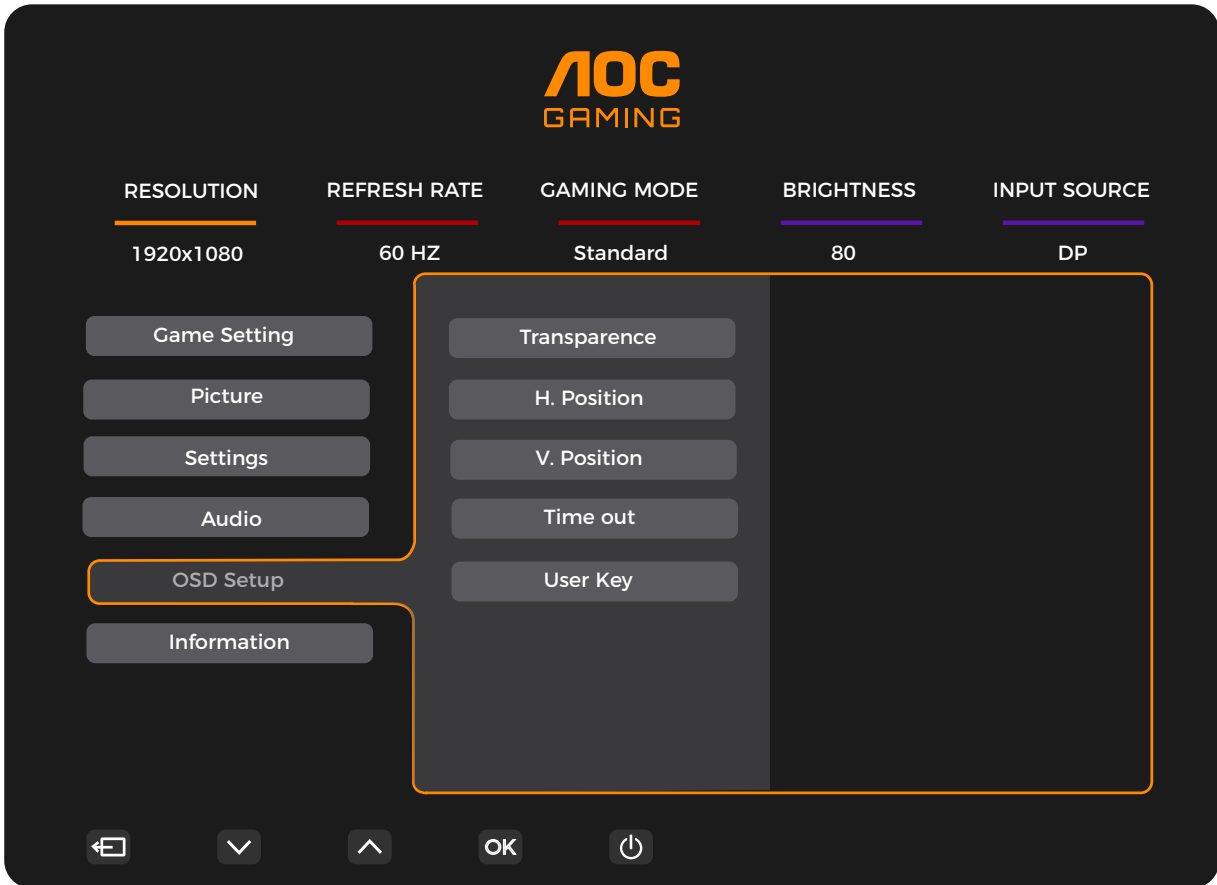 AOC
GAMING
RESOLUTION REFRESH RATE GAMING MODE BRIGHTNESS INPUT SOURCE
1920x1080 60 HZ Standard 80 DP
Game Setting
Picture
Settings
Audio
OSD Setup
Information
Transparence
H. Position
V. Position
Time out
User Key
OK